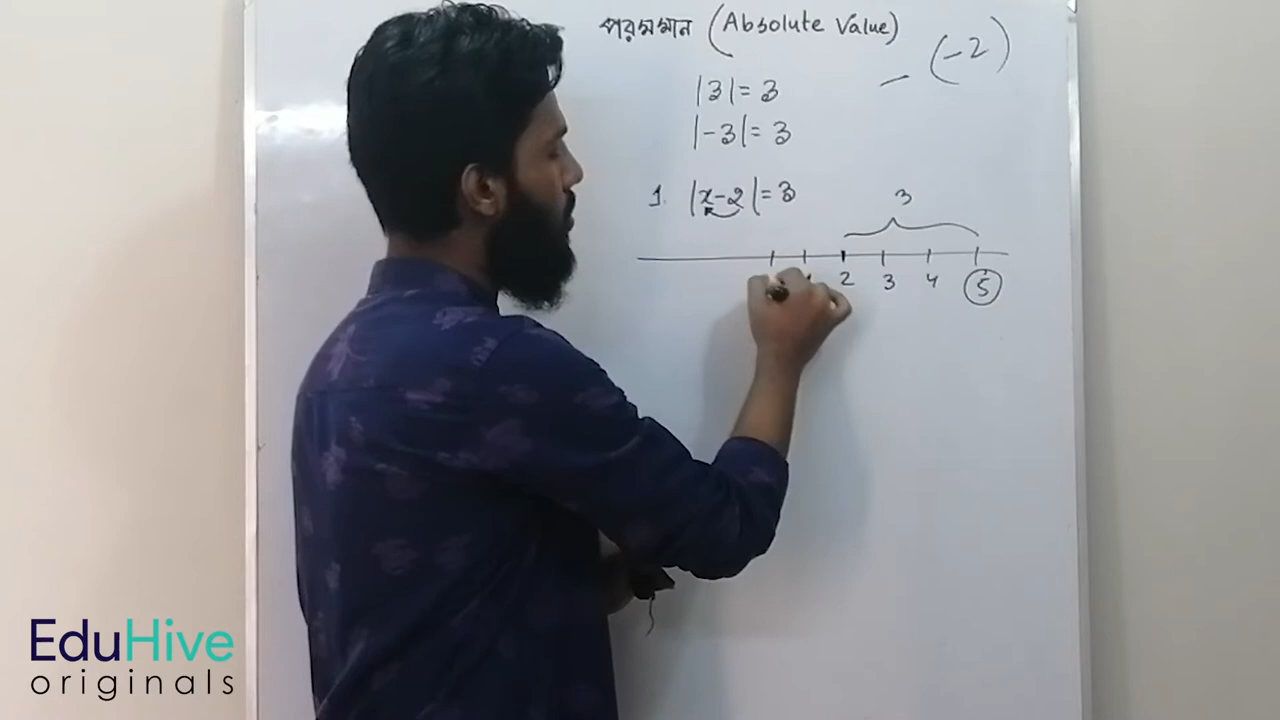 পরমমান (Absolute Value)
- (-2)
|3| = 3
|-3| = 3
1. |x-2| = 3
3
2 3 4 5
EduHive
originals